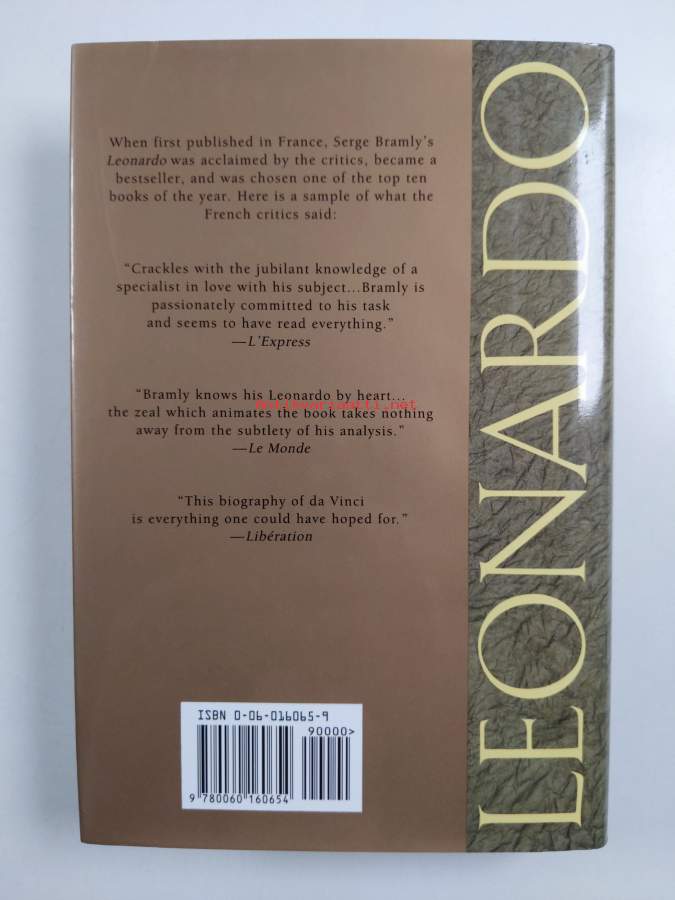 When first published in France, Serge Bramly's
Leonardo was acclaimed by the critics, became a
bestseller, and was chosen one of the top ten
books of the year. Here is a sample of what the
French critics said:
"Crackles with the jubilant knowledge of a
specialist in love with his subject...Bramly is
passionately committed to his task
and seems to have read everything."
—L'Express
"Bramly knows his Leonardo by heart...
the zeal which animates the book takes nothing
away from the subtlety of his analysis."
—Le Monde
"This biography of da Vinci
is everything one could have hoped for."
—Libération
ISBN 0-06-016065-9
90000>
9 780060 160654
LEONARDO